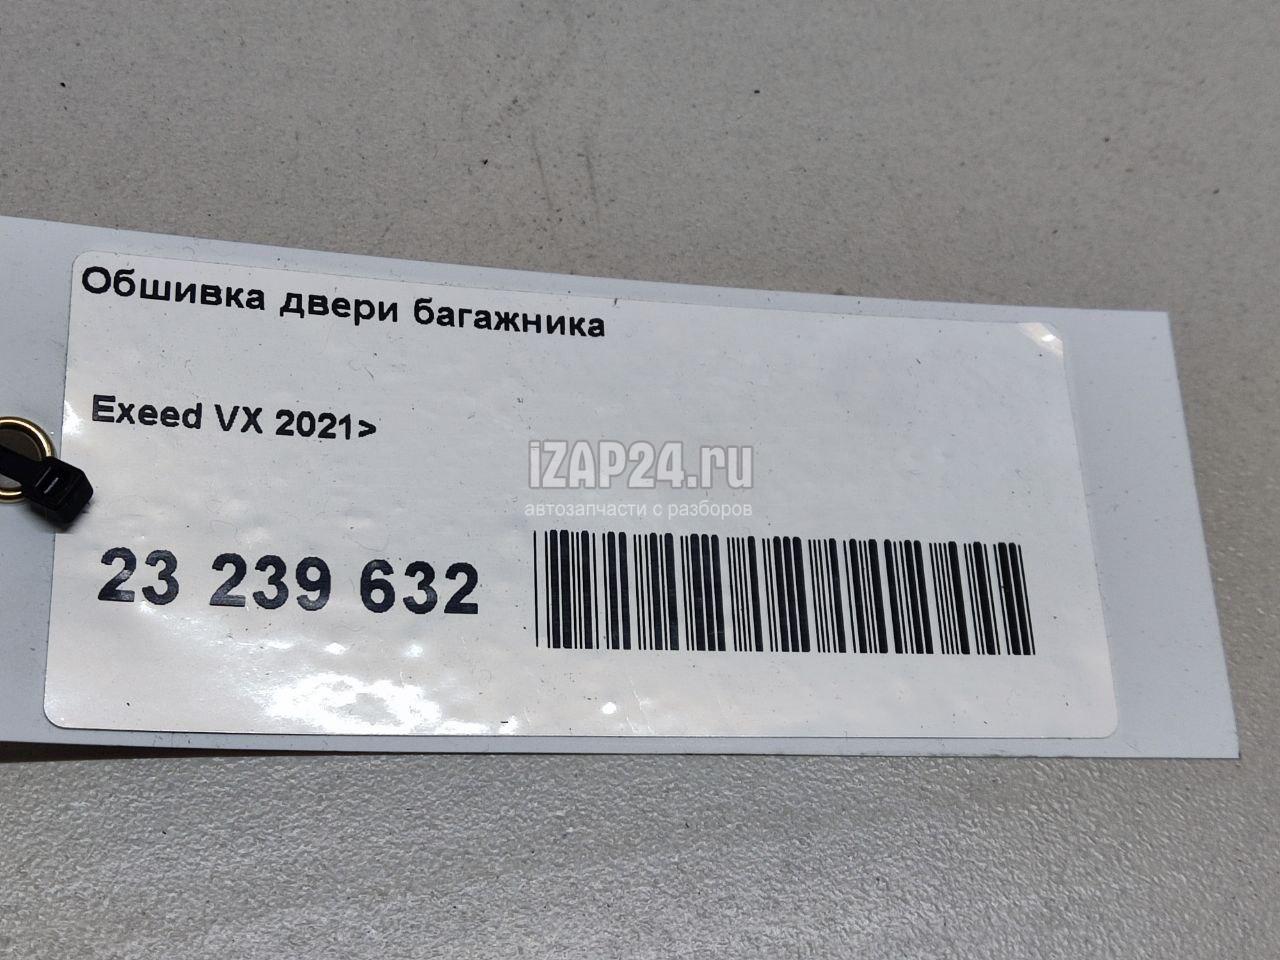 Обшивка двери багажника
Exeed VX 2021>
iZAP24.ru
автозапчасти с разборов
23 239 632